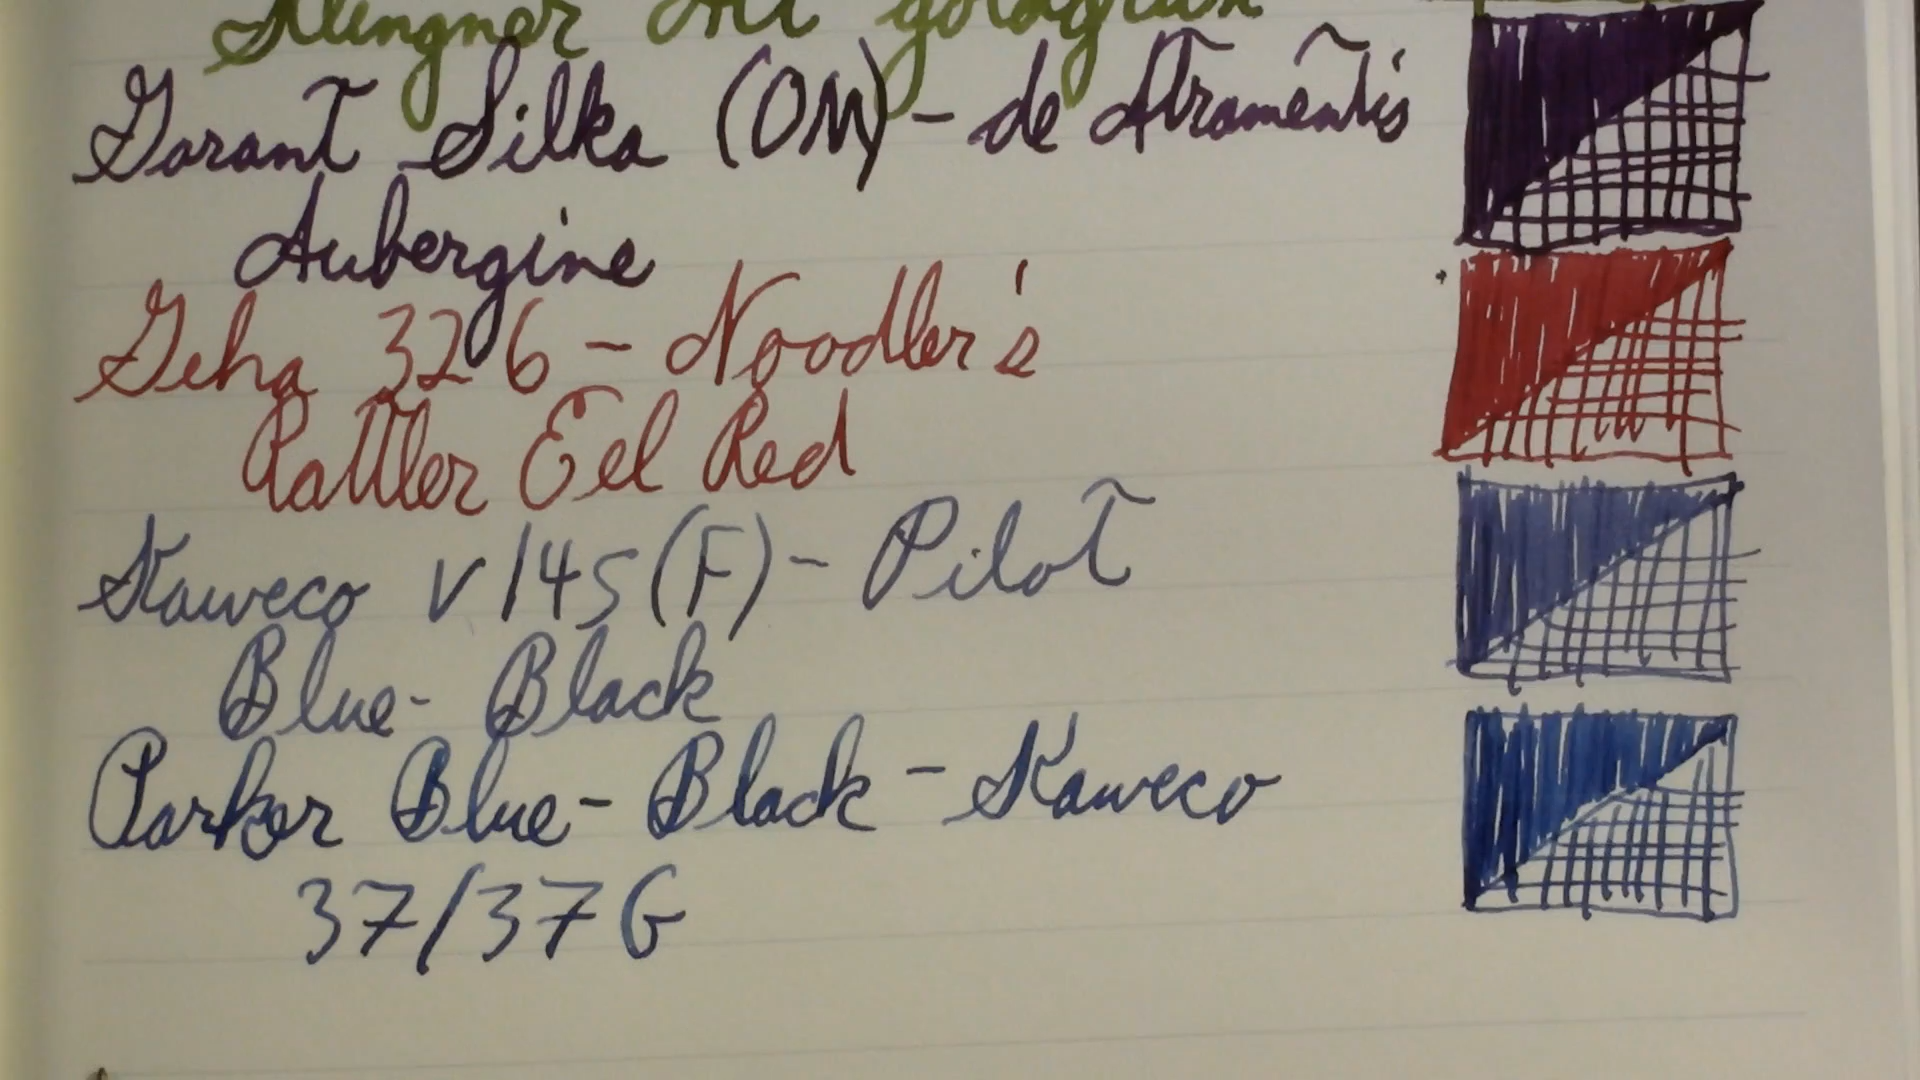 Garant Silka (OM) - de Atramentis
Aubergine
Geha 326 - Noodler's
Rattler Eel Red
Kaweco V14S (F) - Pilot
Blue-Black
Parker Blue-Black - Kaweco
37/37G